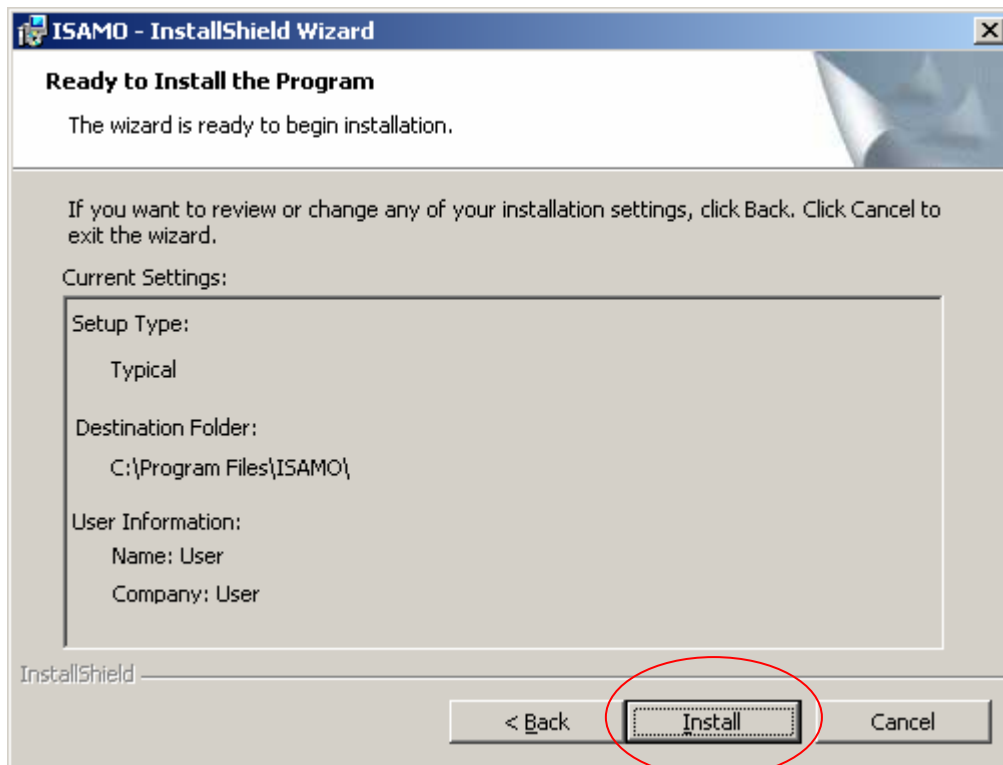 ISAMO - InstallShield Wizard
Ready to Install the Program
The wizard is ready to begin installation.
If you want to review or change any of your installation settings, click Back. Click Cancel to
exit the wizard.
Current Settings:
Setup Type:
Typical
Destination Folder:
C:\Program Files\ISAMO\
User Information:
Name: User
Company: User
InstallShield
< Back
Install
Cancel